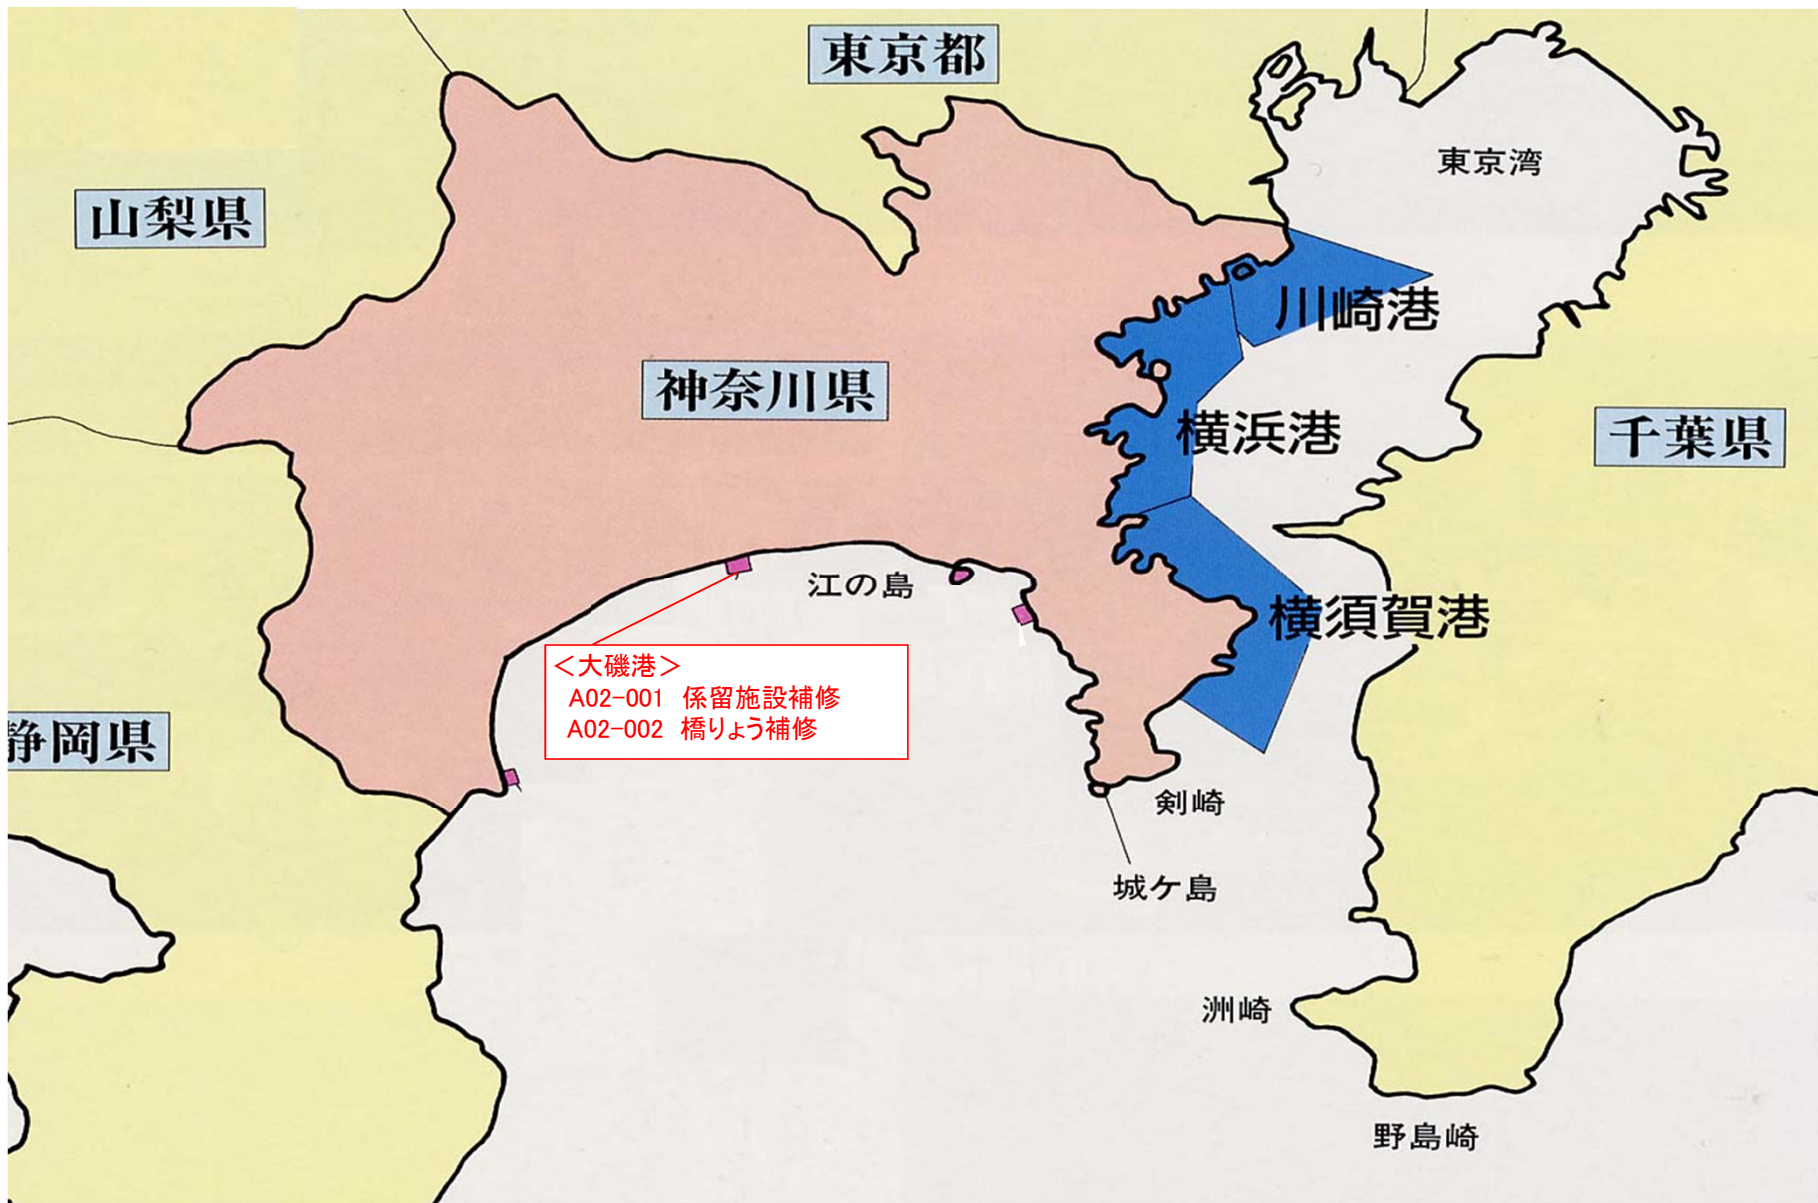 東京都
東京湾
山梨県
川崎港
神奈川県
横浜港
千葉県
江の島
横須賀港
<大磯港>
A02-001 係留施設補修
A02-002 橋りょう補修
静岡県
剣崎
城ケ島
洲崎
野島崎